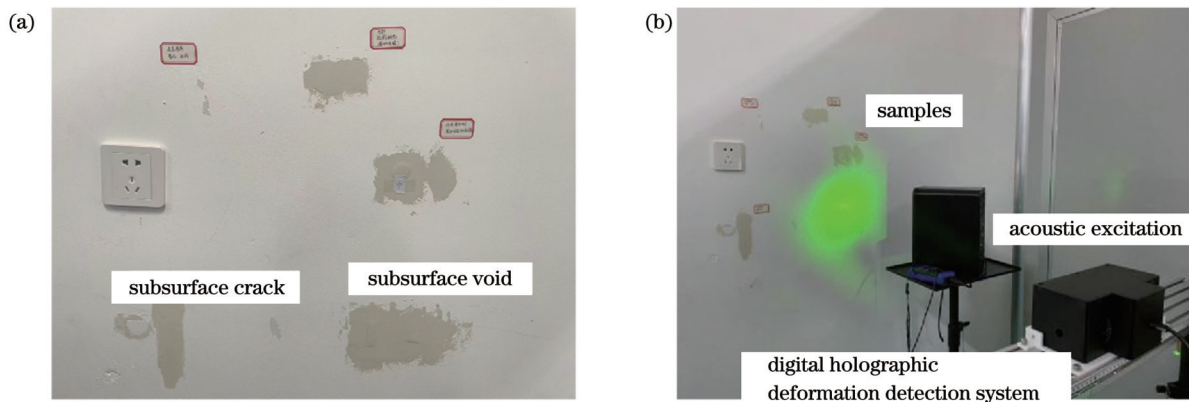 (a)
subsurface crack
subsurface void
(b)
samples
acoustic excitation
digital holographic
deformation detection system